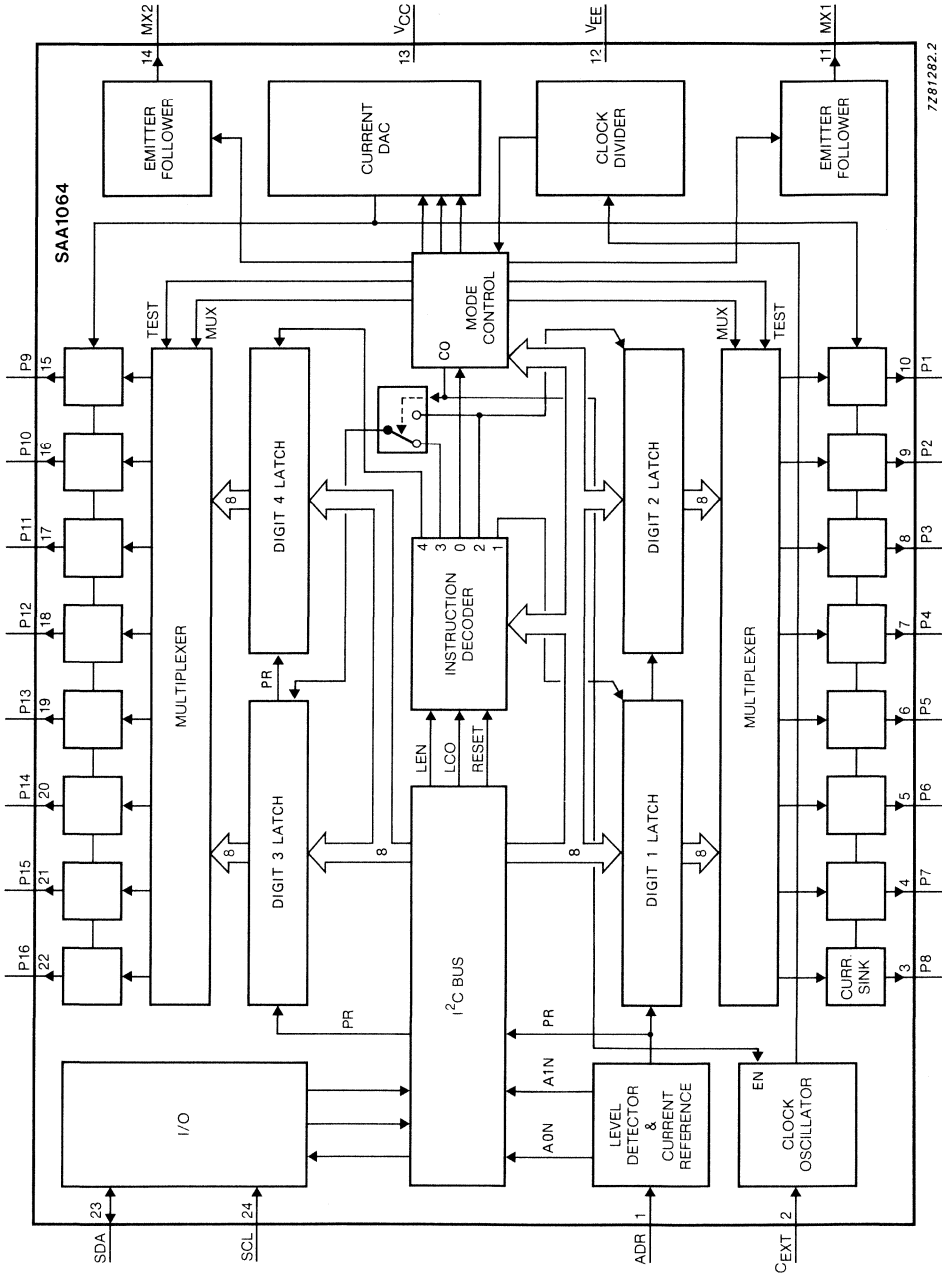 SAA1064
P16
P15
P14
P13
P12
P11
P10
P9
22
21
20
19
18
17
16
15
MULTIPLEXER
TEST
MUX
EMITTER
FOLLOWER
14
MX2
SDA
23
SCL
24
I/O
8
8
DIGIT 3 LATCH
PR
DIGIT 4 LATCH
CURRENT
DAC
13
VCC
PR
8
I²C BUS
LEN
LCO
RESET
INSTRUCTION
DECODER
4
3
0
2
1
CO
MODE
CONTROL
CLOCK
DIVIDER
12
VEE
A0N
A1N
PR
8
ADR
1
LEVEL
DETECTOR
&
CURRENT
REFERENCE
DIGIT 1 LATCH
DIGIT 2 LATCH
8
8
MUX
TEST
MULTIPLEXER
EMITTER
FOLLOWER
11
MX1
CEXT
2
EN
CLOCK
OSCILLATOR
CURR.
SINK
3
4
5
6
7
8
9
10
P8
P7
P6
P5
P4
P3
P2
P1
7Z81282.2